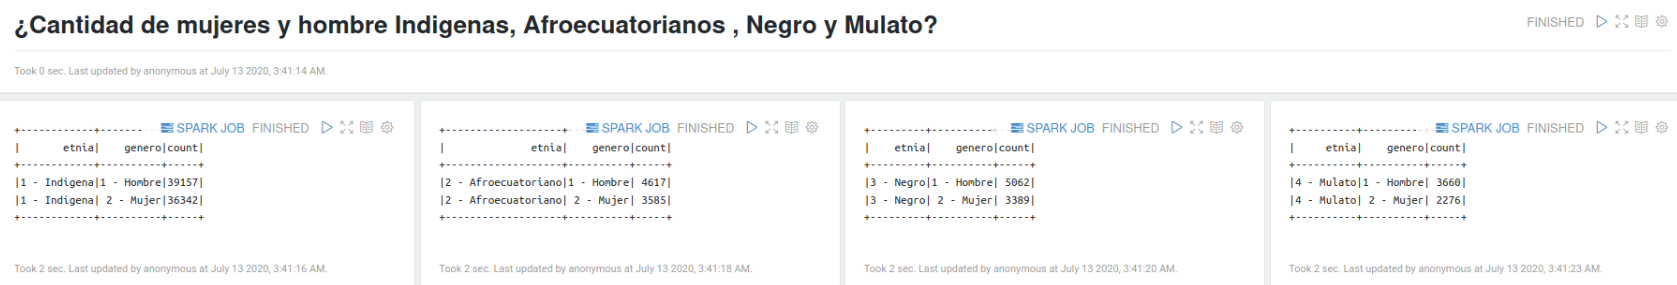 ¿Cantidad de mujeres y hombre Indigenas, Afroecuatorianos , Negro y Mulato?
FINISHED
Took 0 sec. Last updated by anonymous at July 13 2020, 3:41:14 AM.
+------------+-------
SPARK JOB FINISHED
|       etnia|    genero|count|
+------------+----------+-----+
|1 - Indigena|1 - Hombre|39157|
|1 - Indigena| 2 - Mujer|36342|
+------------+----------+-----+
Took 2 sec. Last updated by anonymous at July 13 2020, 3:41:16 AM.
+-------------------+--
SPARK JOB FINISHED
|              etnia|    genero|count|
+-------------------+----------+-----+
|2 - Afroecuatoriano|1 - Hombre| 4617|
|2 - Afroecuatoriano| 2 - Mujer| 3585|
+-------------------+----------+-----+
Took 2 sec. Last updated by anonymous at July 13 2020, 3:41:18 AM.
+---------+----------
SPARK JOB FINISHED
|    etnia|    genero|count|
+---------+----------+-----+
|3 - Negro|1 - Hombre| 5062|
|3 - Negro| 2 - Mujer| 3389|
+---------+----------+-----+
Took 2 sec. Last updated by anonymous at July 13 2020, 3:41:20 AM.
+----------+---------
SPARK JOB FINISHED
|     etnia|    genero|count|
+----------+----------+-----+
|4 - Mulato|1 - Hombre| 3660|
|4 - Mulato| 2 - Mujer| 2276|
+----------+----------+-----+
Took 2 sec. Last updated by anonymous at July 13 2020, 3:41:23 AM.